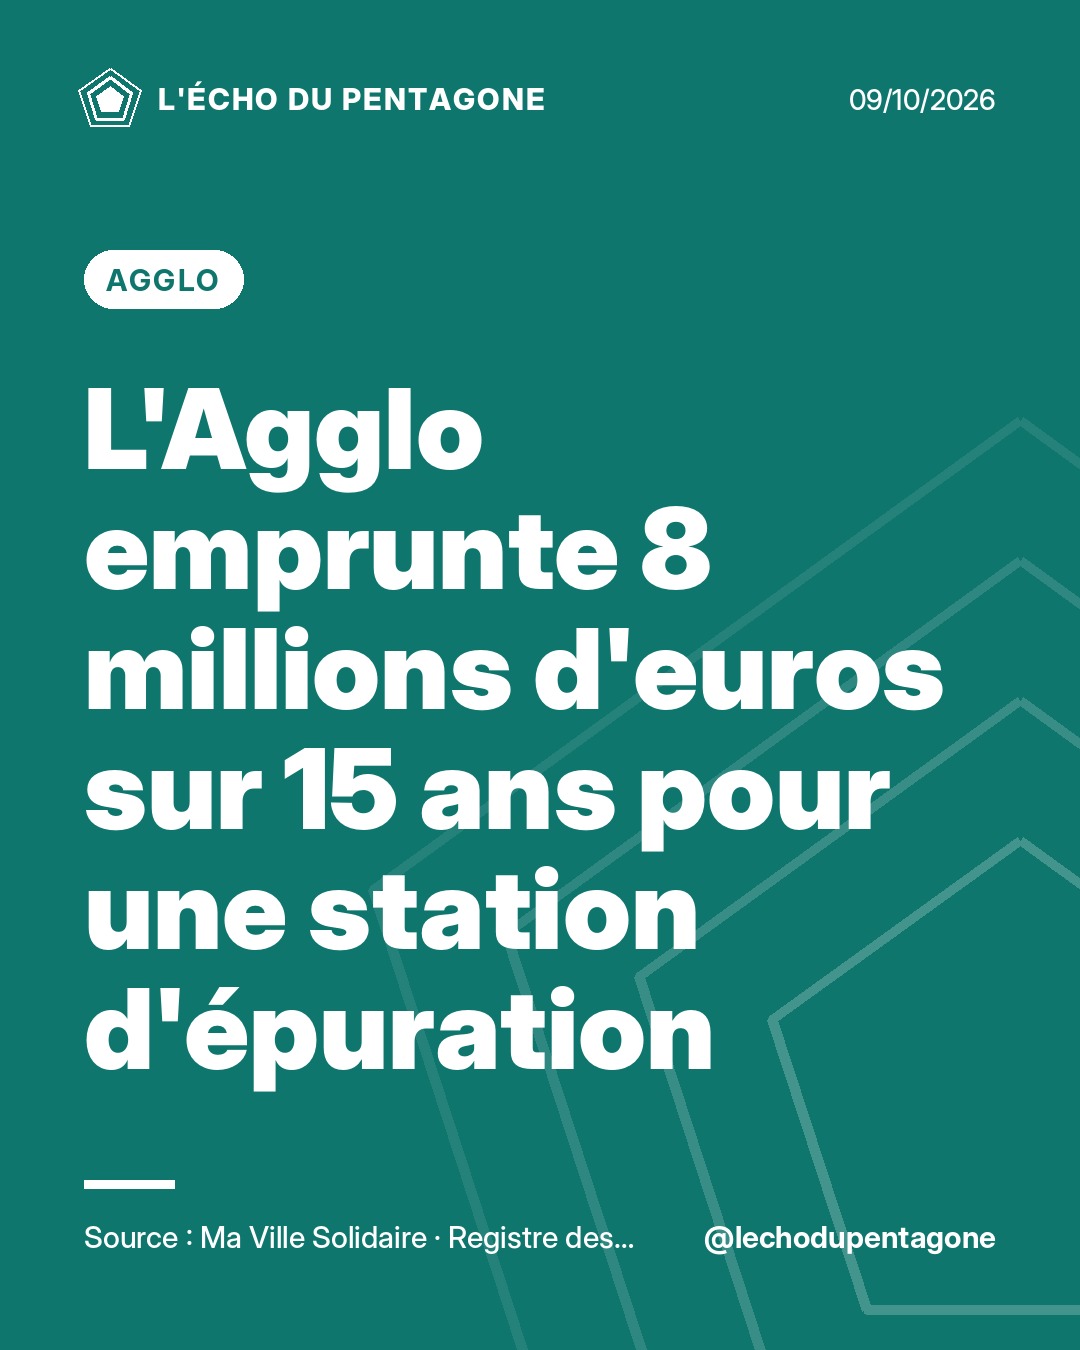 L'ÉCHO DU PENTAGONE
09/10/2026
AGGLO
L'Agglo
emprunte 8
millions d'euros
sur 15 ans pour
une station
d'épuration
Source : Ma Ville Solidaire · Registre des...
@lechodupentagone